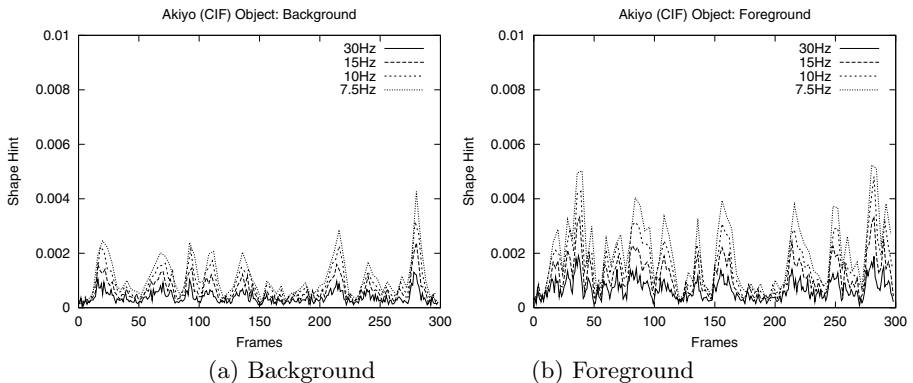 Akiyo (CIF) Object: Background
0.01
0.008
0.006
0.004
0.002
0
Shape Hint
30Hz
15Hz
10Hz
7.5Hz
0 50 100 150 200 250 300
Frames
(a) Background
Akiyo (CIF) Object: Foreground
0.01
0.008
0.006
0.004
0.002
0
Shape Hint
30Hz
15Hz
10Hz
7.5Hz
0 50 100 150 200 250 300
Frames
(b) Foreground